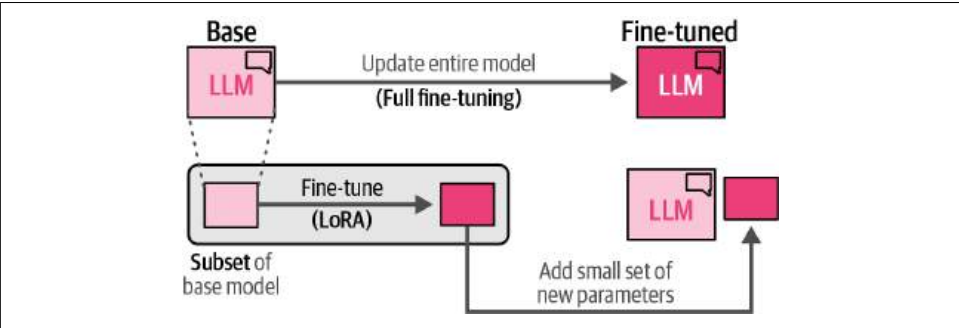 Base
Fine-tuned
LLM
Update entire model
(Full fine-tuning)
LLM
Fine-tune
(LoRA)
LLM
Subset of
base model
Add small set of
new parameters